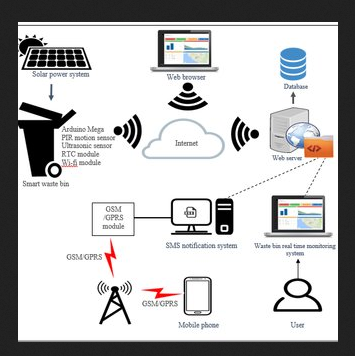 Solar power system
Web browser
Database
Arduino Mega
PIR motion sensor
Ultrasonic sensor
RTC module
Wi-fi module
Internet
Web server
</>
Smart waste bin
GSM
/GPRS
module
SMS notification system
Waste bin real time monitoring
system
GSM/GPRS
GSM/GPRS
Mobile phone
User